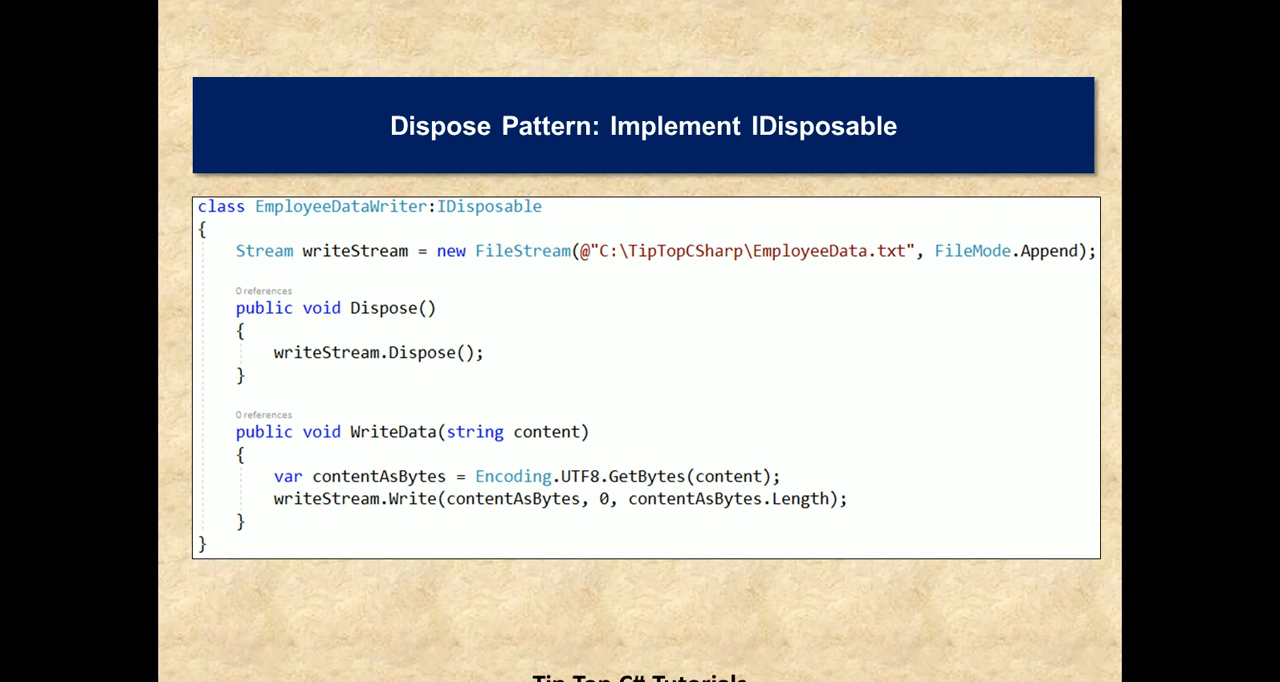 Dispose Pattern: Implement IDisposable
class EmployeeDataWriter:IDisposable
{
Stream writeStream = new FileStream(@"C:\TipTopCSharp\EmployeeData.txt", FileMode.Append);
0 references
public void Dispose()
{
writeStream.Dispose();
}
0 references
public void WriteData(string content)
{
var contentAsBytes = Encoding.UTF8.GetBytes(content);
writeStream.Write(contentAsBytes, 0, contentAsBytes.Length);
}
}
Tip Top C# Tutorials